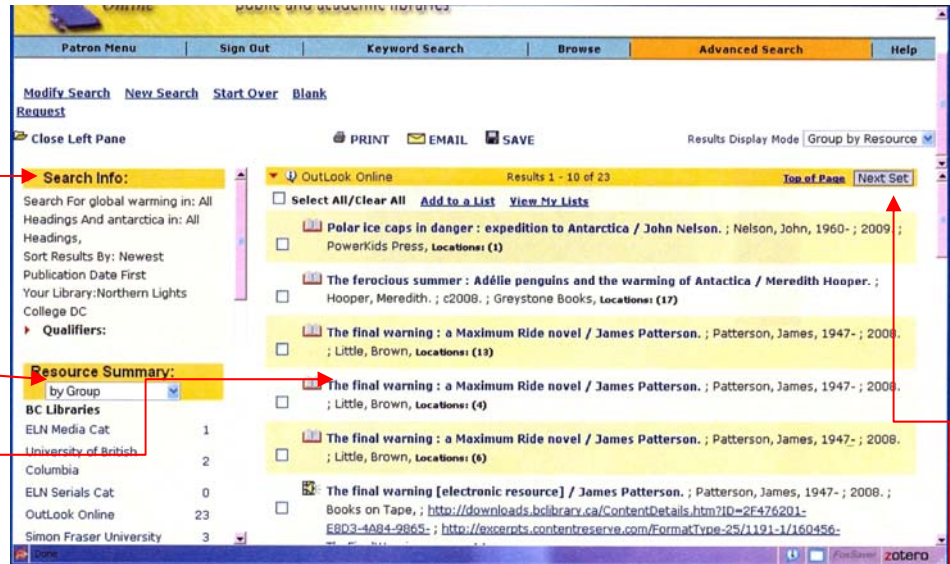 Online public and academic libraries
Patron Menu Sign Out Keyword Search Browse Advanced Search Help
Modify Search New Search Start Over Blank
Request
Close Left Pane PRINT EMAIL SAVE Results Display Mode Group by Resource
Search Info:
Search For global warming in: All
Headings And antarctica in: All
Headings,
Sort Results By: Newest
Publication Date First
Your Library:Northern Lights
College DC
Qualifiers:
Resource Summary:
by Group
BC Libraries
ELN Media Cat 1
University of British
Columbia 2
ELN Serials Cat 0
OutLook Online 23
Simon Fraser University 3
OutLook Online Results 1 - 10 of 23 Top of Page Next Set
Select All/Clear All Add to a List View My Lists
Polar ice caps in danger : expedition to Antarctica / John Nelson. ; Nelson, John, 1960- ; 2009. ;
PowerKids Press, Locations: (1)
The ferocious summer : Adélie penguins and the warming of Antactica / Meredith Hooper. ;
Hooper, Meredith. ; c2008. ; Greystone Books, Locations: (17)
The final warning : a Maximum Ride novel / James Patterson. ; Patterson, James, 1947- ; 2008.
; Little, Brown, Locations: (13)
The final warning : a Maximum Ride novel / James Patterson. ; Patterson, James, 1947- ; 2008.
; Little, Brown, Locations: (4)
The final warning : a Maximum Ride novel / James Patterson. ; Patterson, James, 1947- ; 2008.
; Little, Brown, Locations: (6)
The final warning [electronic resource] / James Patterson. ; Patterson, James, 1947- ; 2008. ;
Books on Tape, ; http://downloads.bclibrary.ca/ContentDetails.htm?ID=2F476201-
E8D3-4A84-9865- ; http://excerpts.contentreserve.com/FormatType-25/1191-1/160456-
Done zotero